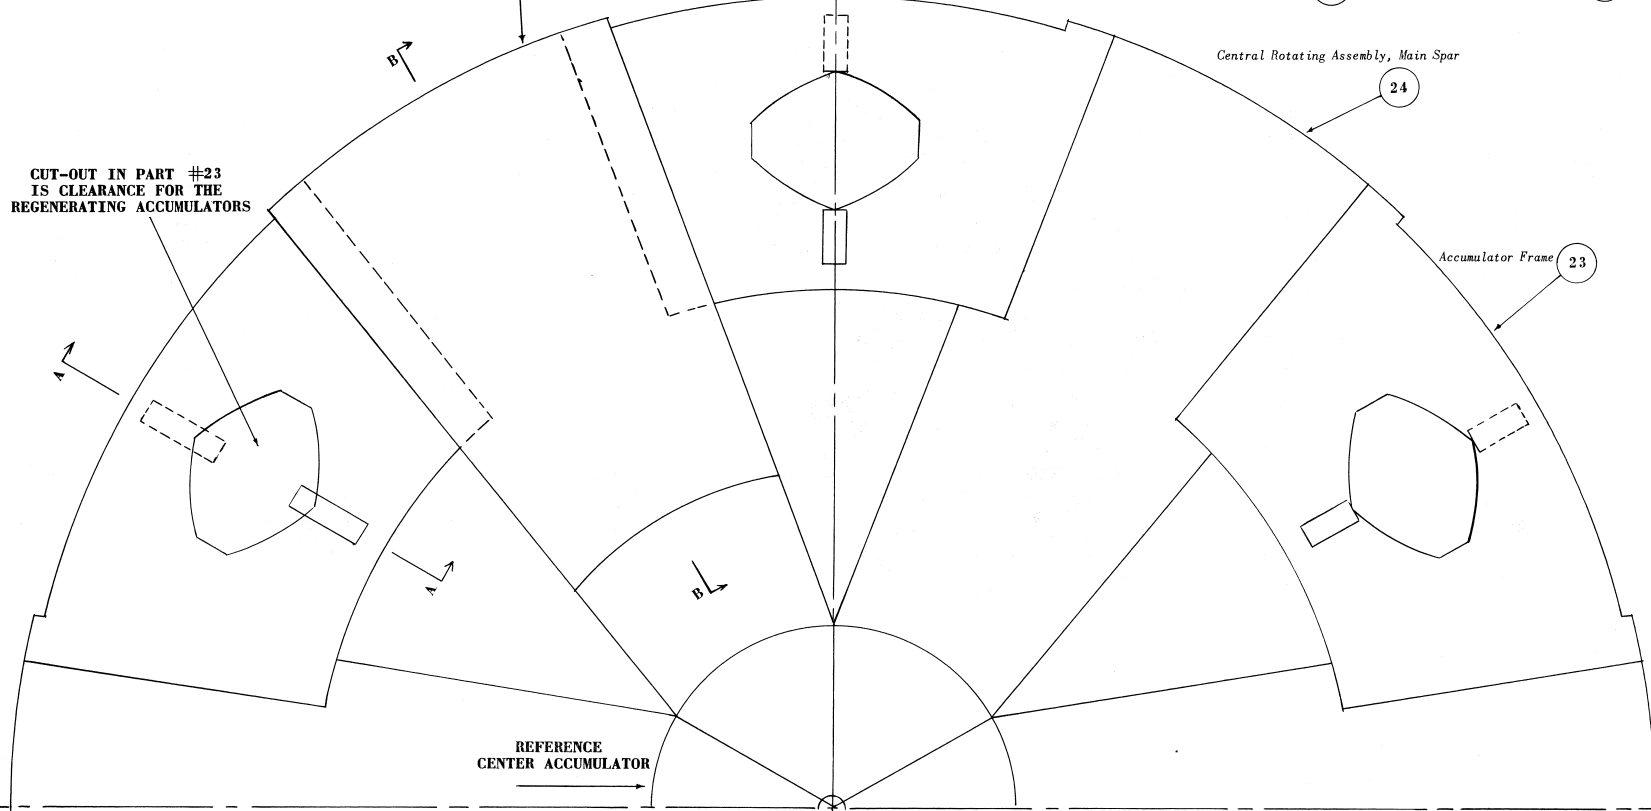 B
Central Rotating Assembly, Main Spar
24
CUT-OUT IN PART #23
IS CLEARANCE FOR THE
REGENERATING ACCUMULATORS
Accumulator Frame
23
A
A
B
REFERENCE
CENTER ACCUMULATOR